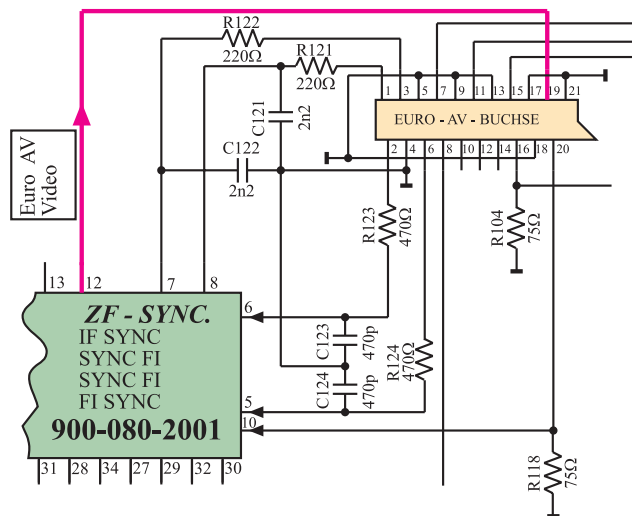 R122
220Ω
R121
220Ω
1 3 5 7 9 11 13 15 17 19 21
EURO - AV - BUCHSE
2 4 6 8 10 12 14 16 18 20
C121
2n2
C122
2n2
Euro AV
Video
R123
470Ω
R104
75Ω
13 12 7 8
ZF - SYNC.
IF SYNC
SYNC FI
SYNC FI
FI SYNC
900-080-2001
6
5
10
C123
470p
C124
470p
R124
470Ω
R118
75Ω
31 28 34 27 29 32 30